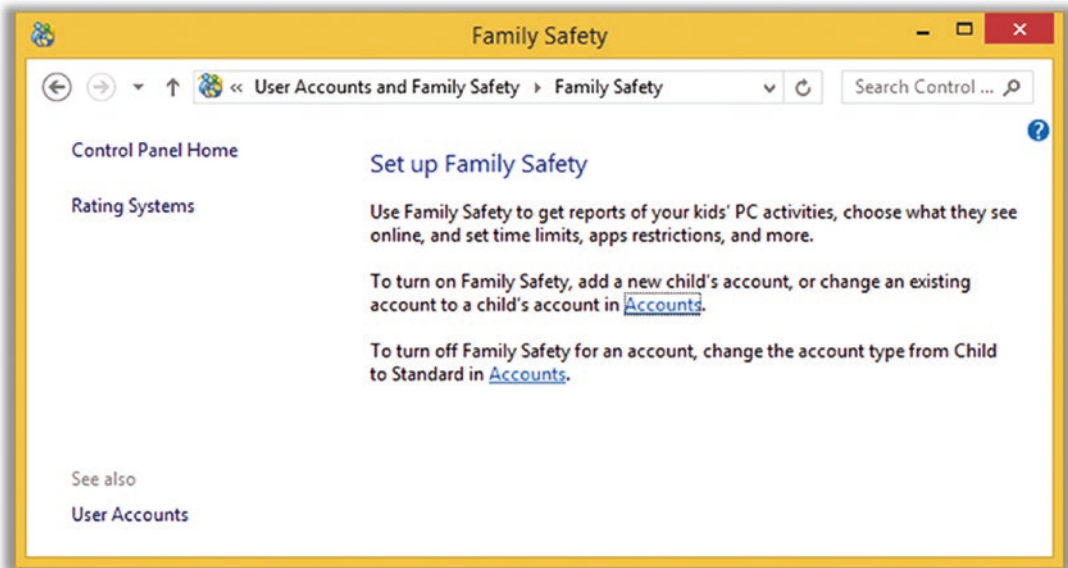 Family Safety
« User Accounts and Family Safety ▸ Family Safety
Search Control ...
Control Panel Home
Rating Systems
Set up Family Safety
Use Family Safety to get reports of your kids' PC activities, choose what they see
online, and set time limits, apps restrictions, and more.
To turn on Family Safety, add a new child's account, or change an existing
account to a child's account in Accounts.
To turn off Family Safety for an account, change the account type from Child
to Standard in Accounts.
See also
User Accounts